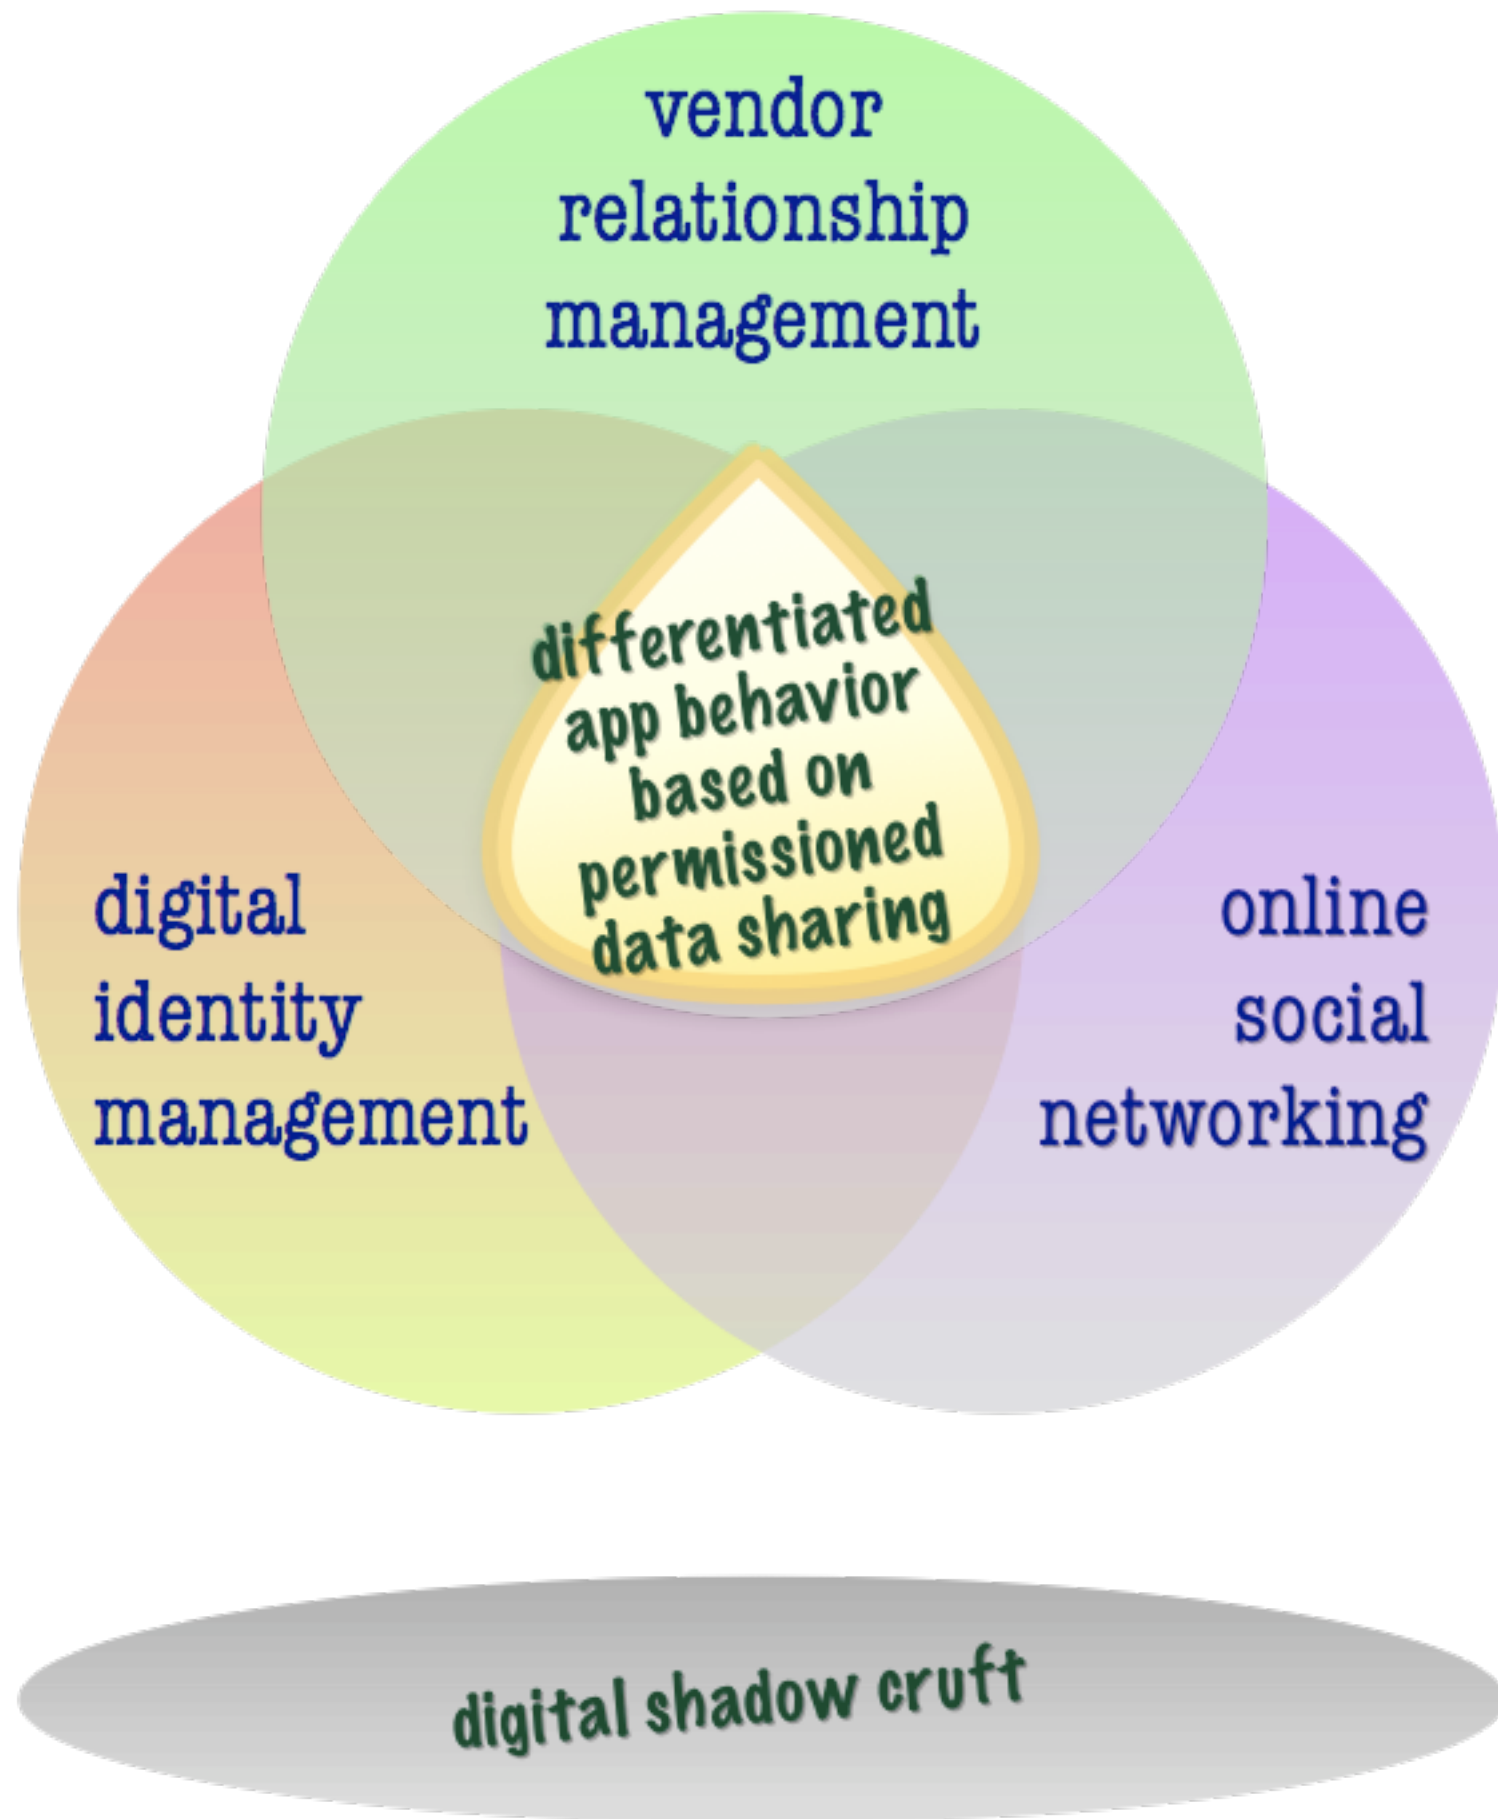 vendor
relationship
management
differentiated
app behavior
based on
permissioned
data sharing
digital
identity
management
online
social
networking
digital shadow cruft